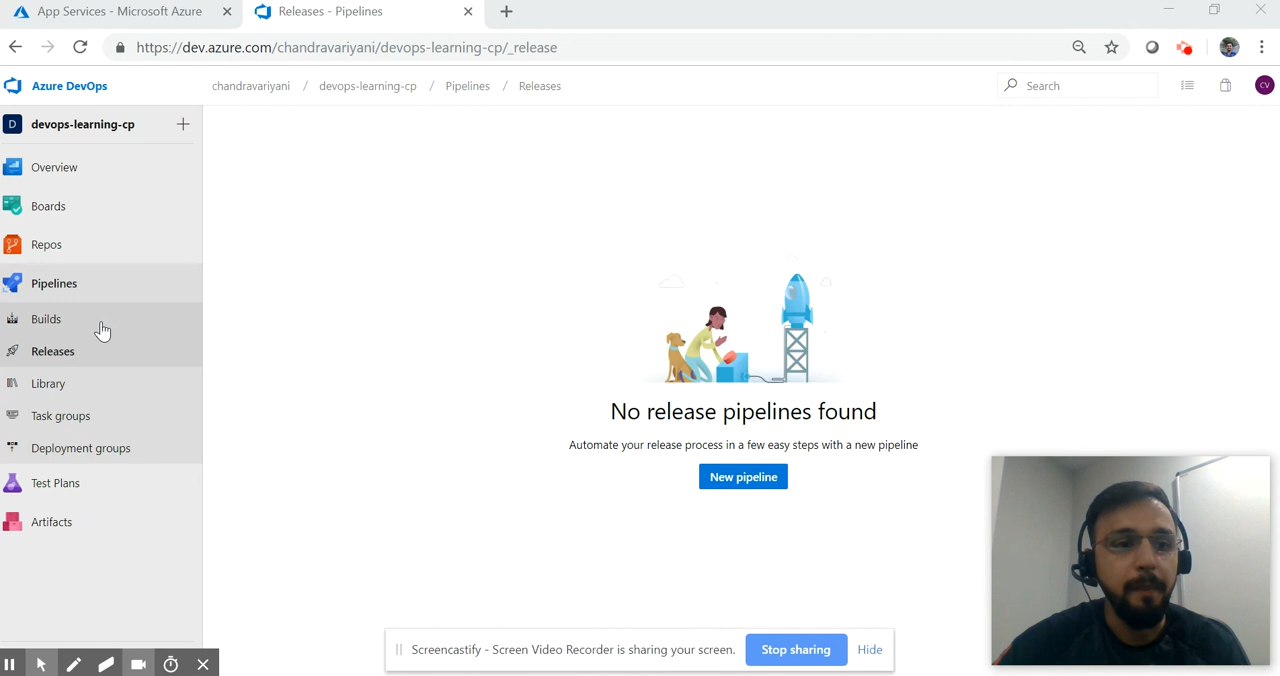 App Services - Microsoft Azure
Releases - Pipelines
https://dev.azure.com/chandravariyani/devops-learning-cp/_release
Azure DevOps
chandravariyani / devops-learning-cp / Pipelines / Releases
Search
CV
D devops-learning-cp
Overview
Boards
Repos
Pipelines
Builds
Releases
Library
Task groups
Deployment groups
Test Plans
Artifacts
No release pipelines found
Automate your release process in a few easy steps with a new pipeline
New pipeline
Screencastify - Screen Video Recorder is sharing your screen.
Stop sharing
Hide